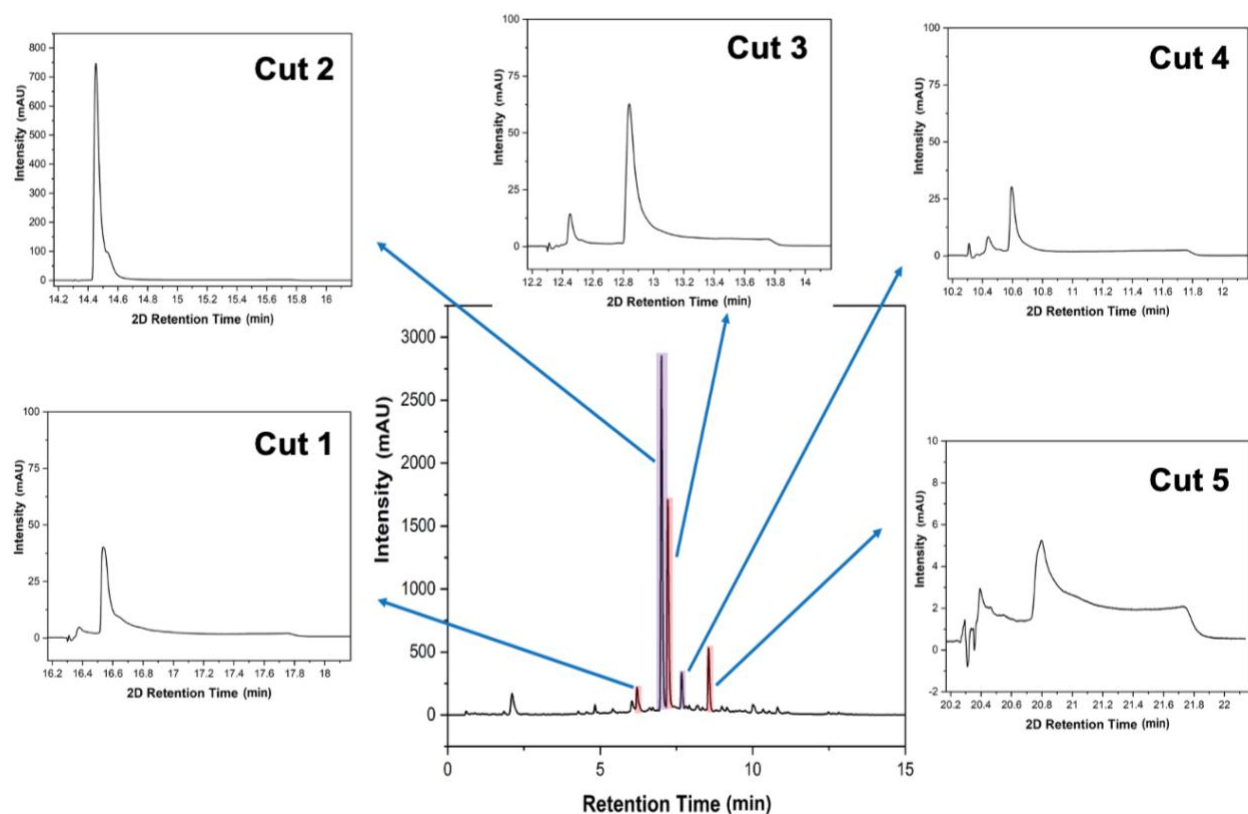 Cut 2
Intensity (mAU)
800
700
600
500
400
300
200
100
0
14.2 14.4 14.6 14.8 15 15.2 15.4 15.6 15.8 16
2D Retention Time (min)
Cut 3
Intensity (mAU)
100
75
50
25
0
12.2 12.4 12.6 12.8 13 13.2 13.4 13.6 13.8 14
2D Retention Time (min)
Cut 4
Intensity (mAU)
100
75
50
25
0
10.2 10.4 10.6 10.8 11 11.2 11.4 11.6 11.8 12
2D Retention Time (min)
Cut 1
Intensity (mAU)
100
75
50
25
0
16.2 16.4 16.6 16.8 17 17.2 17.4 17.6 17.8 18
2D Retention Time (min)
Intensity (mAU)
3000
2500
2000
1500
1000
500
0
0 5 10 15
Retention Time (min)
Cut 5
Intensity (mAU)
10
8
6
4
2
0
-2
20.2 20.4 20.6 20.8 21 21.2 21.4 21.6 21.8 22
2D Retention Time (min)